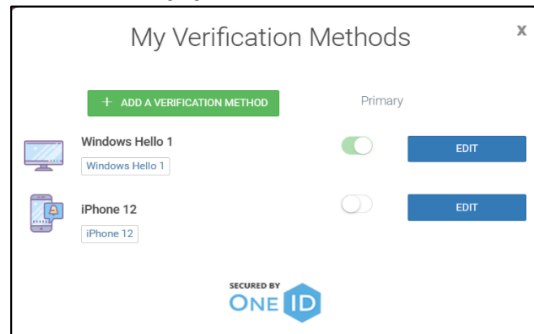 My Verification Methods
x
+ ADD A VERIFICATION METHOD
Primary
Windows Hello 1
Windows Hello 1
EDIT
iPhone 12
iPhone 12
EDIT
SECURED BY
ONE ID